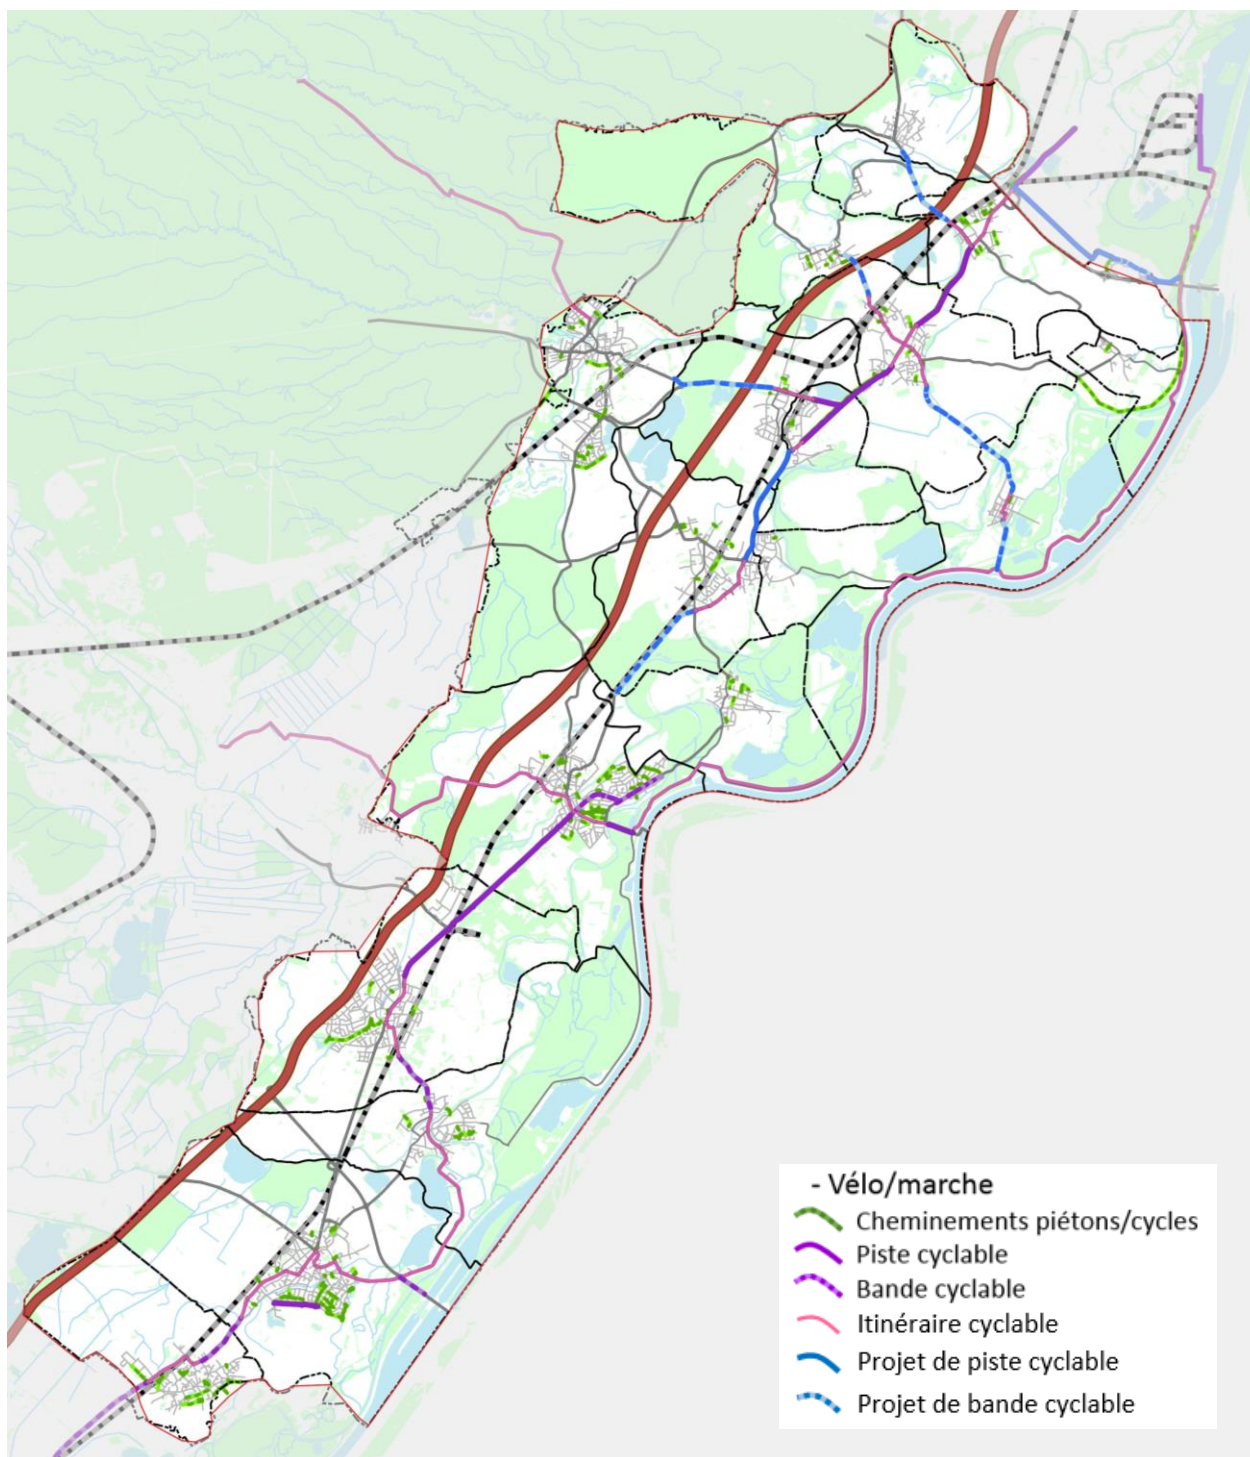 - Vélo/marche
Cheminements piétons/cycles
Piste cyclable
Bande cyclable
Itinéraire cyclable
Projet de piste cyclable
Projet de bande cyclable